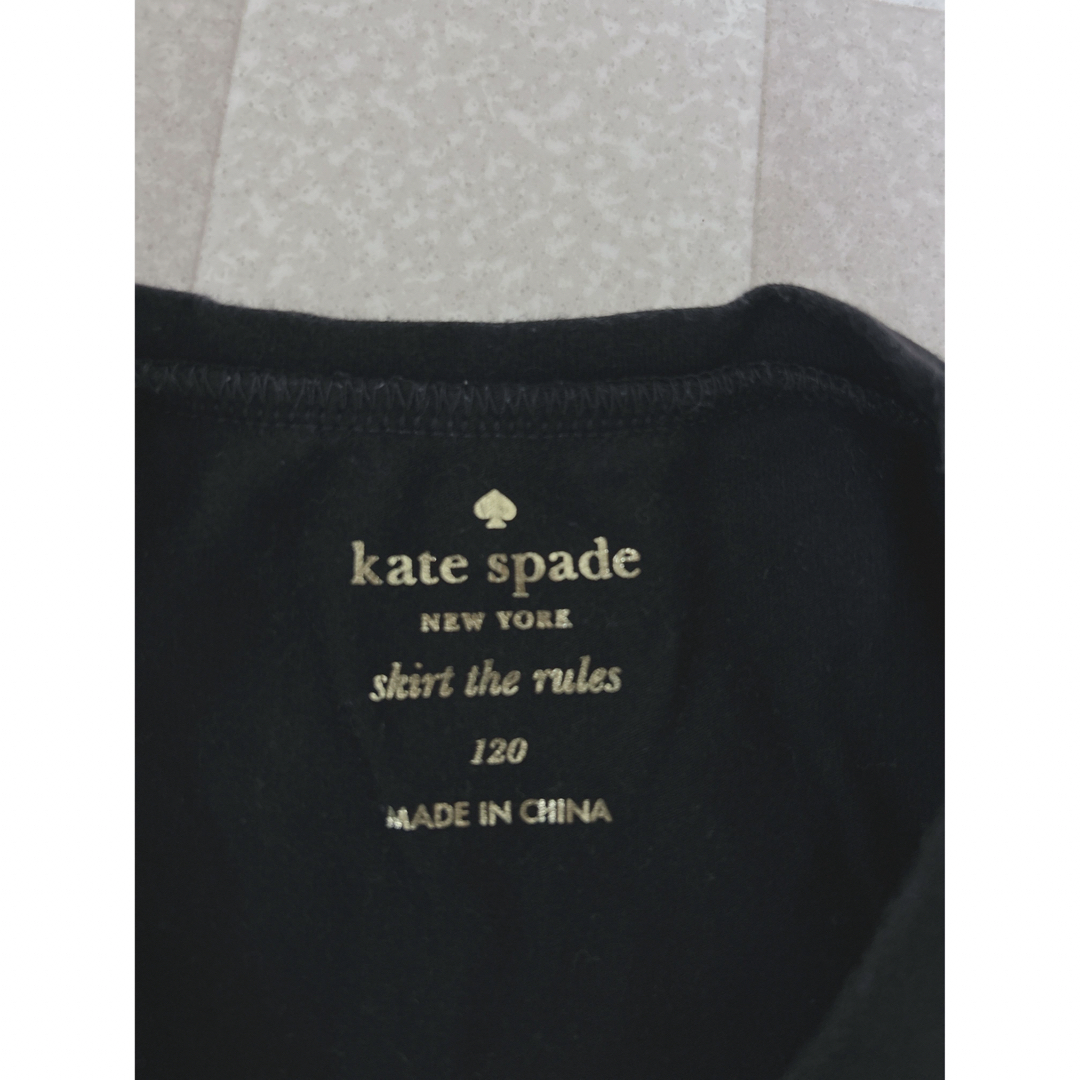 kate spade
NEW YORK
skirt the rules
120
MADE IN CHINA